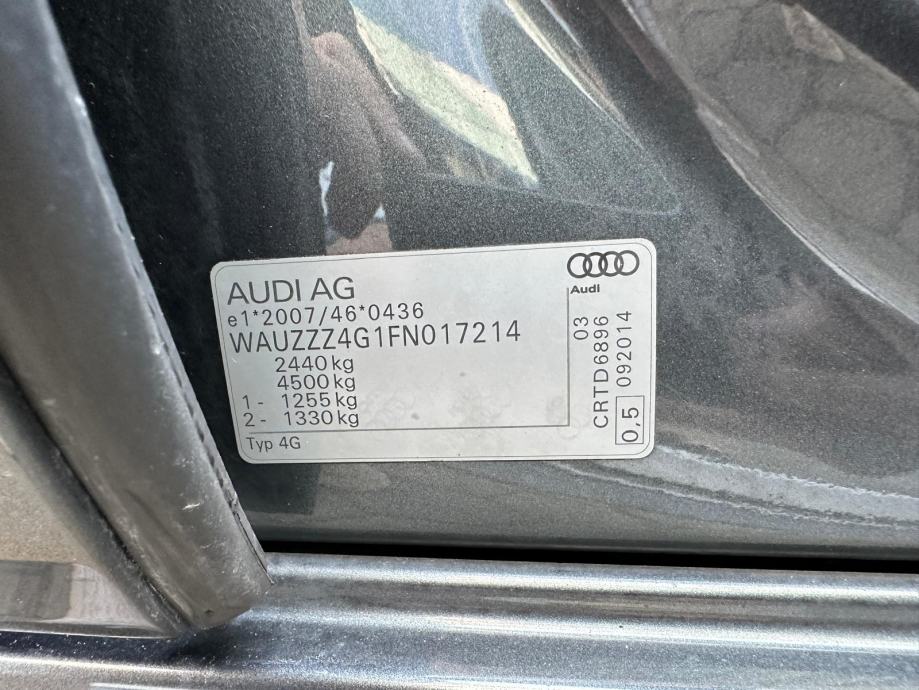 AUDI AG
e1*2007/46*0436
WAUZZZ4G1FN017214
2440 kg
4500 kg
1 - 1255 kg
2 - 1330 kg
Typ 4G
Audi
03
CRTD6896
092014
0,5